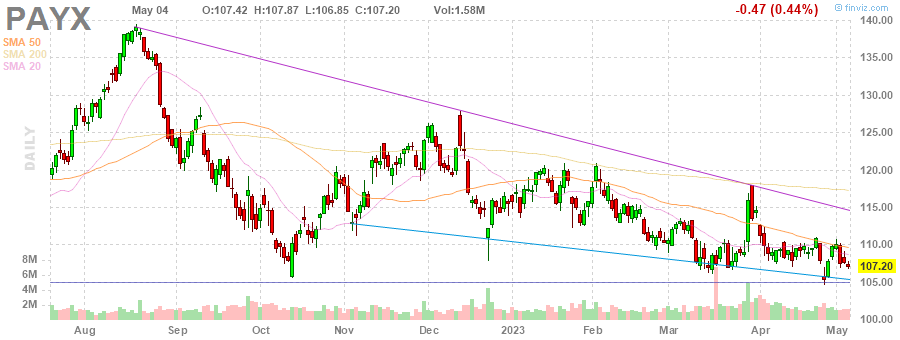 PAYX
May 04 O:107.42 H:107.87 L:106.85 C:107.20 Vol:1.58M -0.47 (0.44%)
© finviz.com
SMA 50
SMA 200
SMA 20
DAILY
140.00
135.00
130.00
125.00
120.00
115.00
110.00
107.20
105.00
100.00
8M
6M
4M
2M
Aug Sep Oct Nov Dec 2023 Feb Mar Apr May